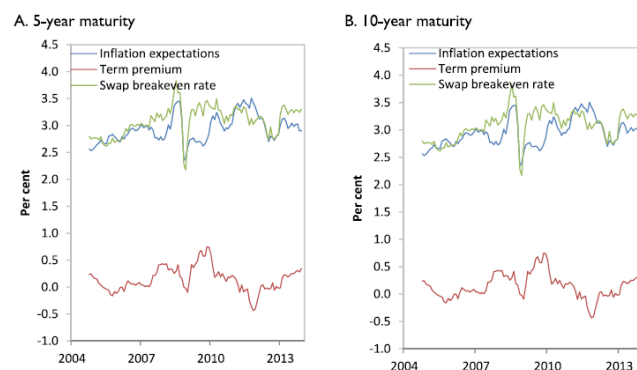 A. 5-year maturity
4.5
4.0
3.5
3.0
2.5
2.0
1.5
1.0
0.5
0.0
-0.5
-1.0
Per cent
Inflation expectations
Term premium
Swap breakeven rate
2004 2007 2010 2013
B. 10-year maturity
4.5
4.0
3.5
3.0
2.5
2.0
1.5
1.0
0.5
0.0
-0.5
-1.0
Per cent
Inflation expectations
Term premium
Swap breakeven rate
2004 2007 2010 2013